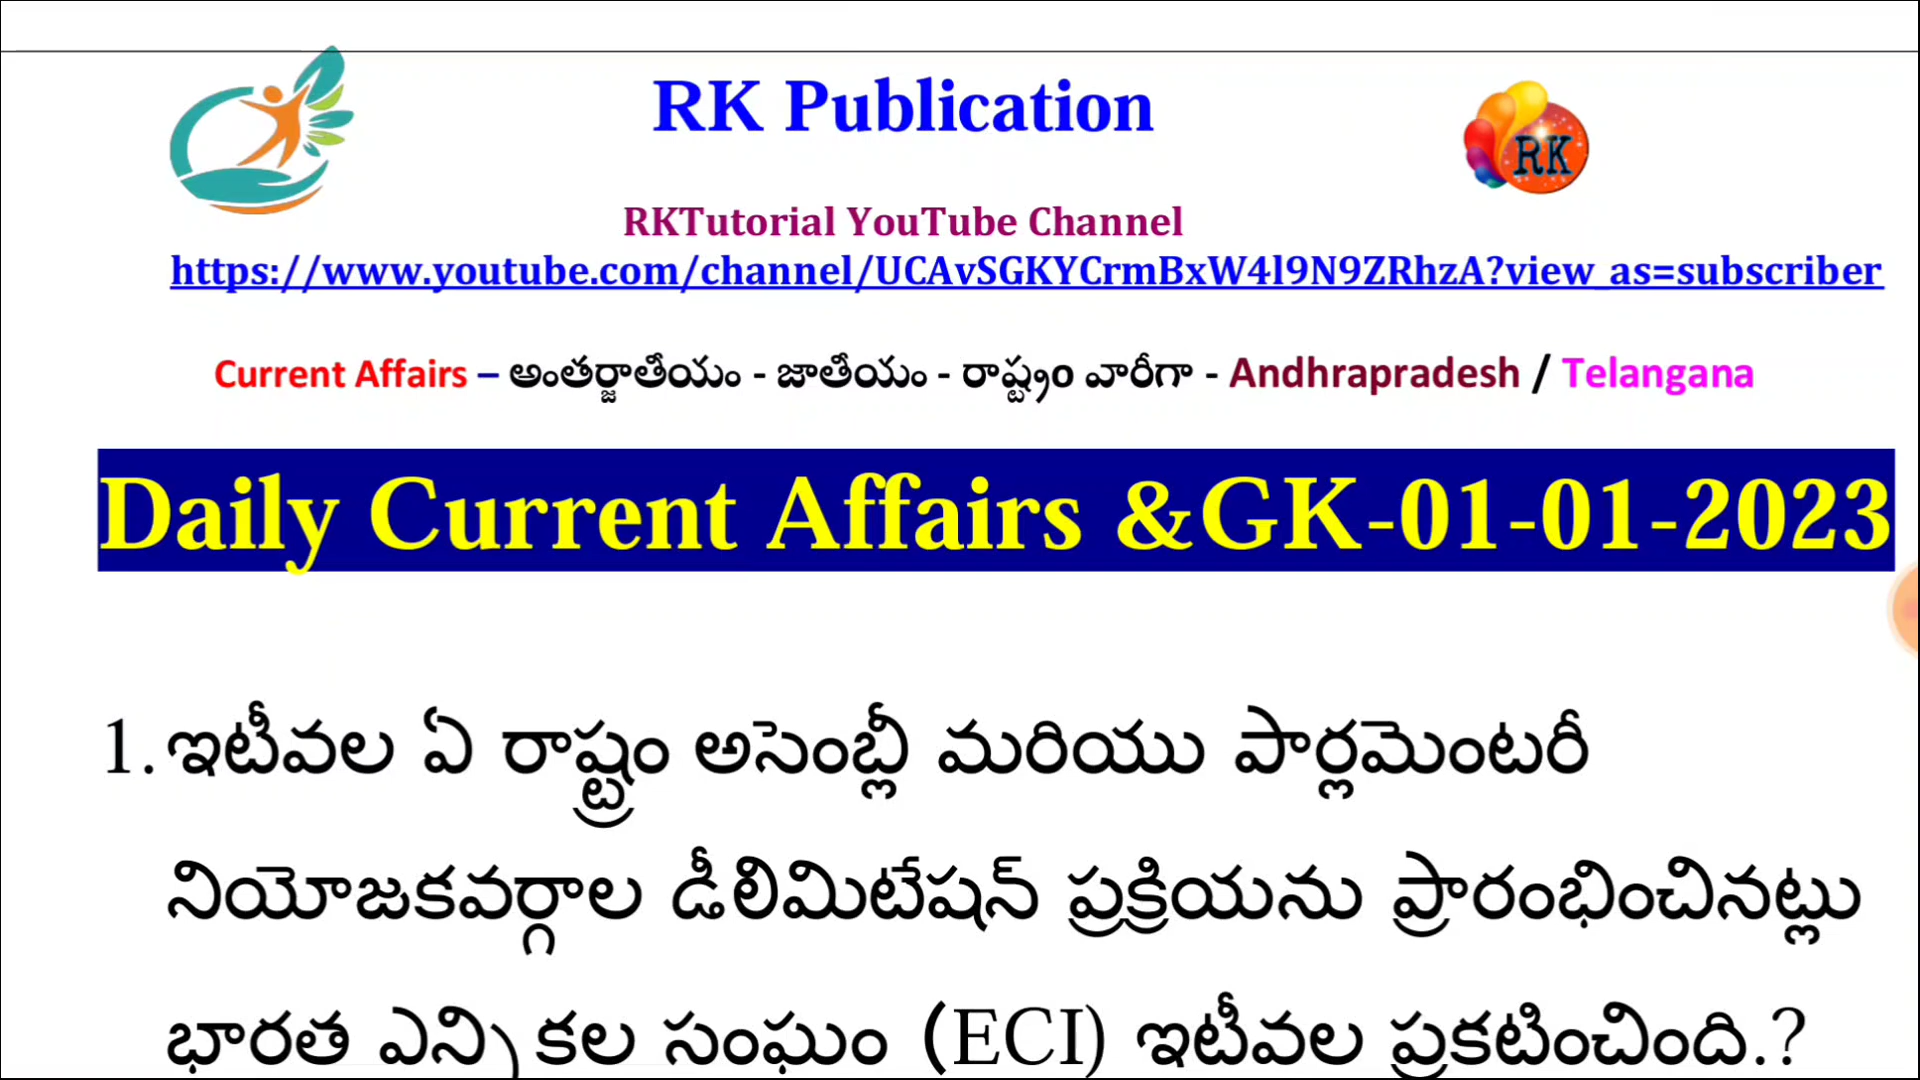 RK Publication
RK
RKTutorial YouTube Channel
https://www.youtube.com/channel/UCAvSGKYCrmBxW4l9N9ZRhzA?view_as=subscriber
Current Affairs – అంతర్జాతీయం - జాతీయం - రాష్ట్రం వారీగా - Andhrapradesh / Telangana
Daily Current Affairs &GK-01-01-2023
1. ఇటీవల ఏ రాష్ట్రం అసెంబ్లీ మరియు పార్లమెంటరీ
నియోజకవర్గాల డీలిమిటేషన్ ప్రక్రియను ప్రారంభించినట్లు
భారత ఎన్నికల సంఘం (ECI) ఇటీవల ప్రకటించింది.?